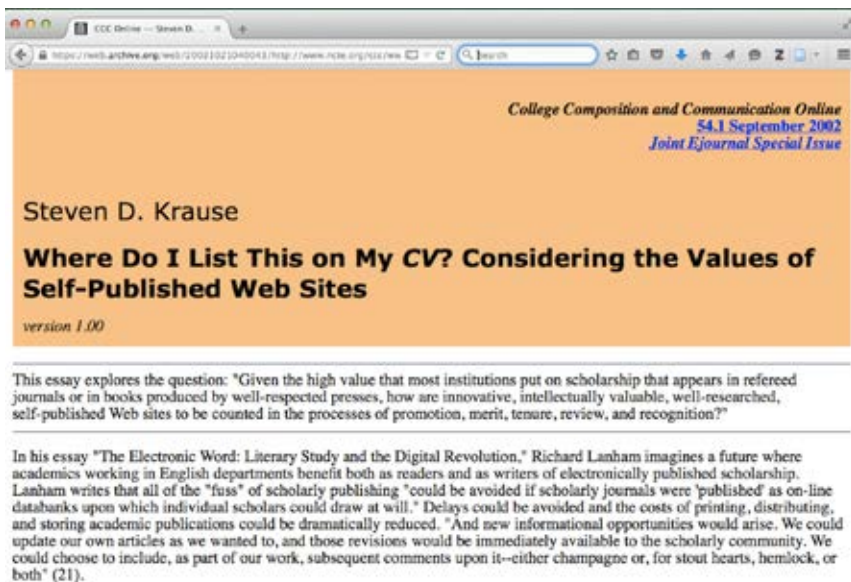 CCC Online — Steven D. ...
https://web.archive.org/web/20021021040041/http://www.ncte.org/ccc/ww
Search
College Composition and Communication Online
54.1 September 2002
Joint Ejournal Special Issue
Steven D. Krause
Where Do I List This on My CV? Considering the Values of
Self-Published Web Sites
version 1.00
This essay explores the question: "Given the high value that most institutions put on scholarship that appears in refereed
journals or in books produced by well-respected presses, how are innovative, intellectually valuable, well-researched,
self-published Web sites to be counted in the processes of promotion, merit, tenure, review, and recognition?"
In his essay "The Electronic Word: Literary Study and the Digital Revolution," Richard Lanham imagines a future where
academics working in English departments benefit both as readers and as writers of electronically published scholarship.
Lanham writes that all of the "fuss" of scholarly publishing "could be avoided if scholarly journals were 'published' as on-line
databanks upon which individual scholars could draw at will." Delays could be avoided and the costs of printing, distributing,
and storing academic publications could be dramatically reduced. "And new informational opportunities would arise. We could
update our own articles as we wanted to, and those revisions would be immediately available to the scholarly community. We
could choose to include, as part of our work, subsequent comments upon it--either champagne or, for stout hearts, hemlock, or
both" (21).